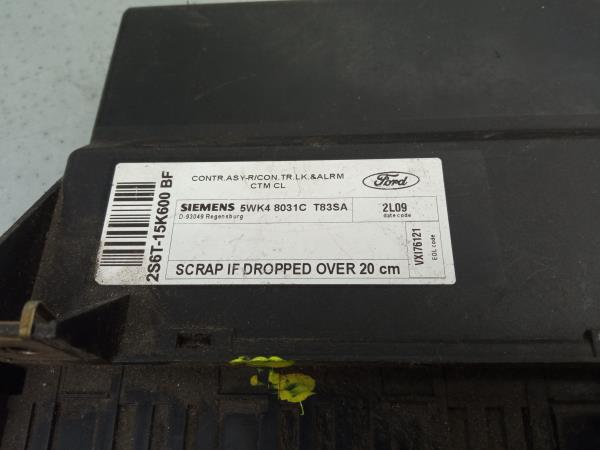 CONTR.ASY-R/CON.TR.LK.&ALRM
CTM CL
Ford
2S6T-15K600 BF
SIEMENS 5WK4 8031C T83SA
D-93049 Regensburg
2L09
date code
VXI76121
EOL code
SCRAP IF DROPPED OVER 20 cm